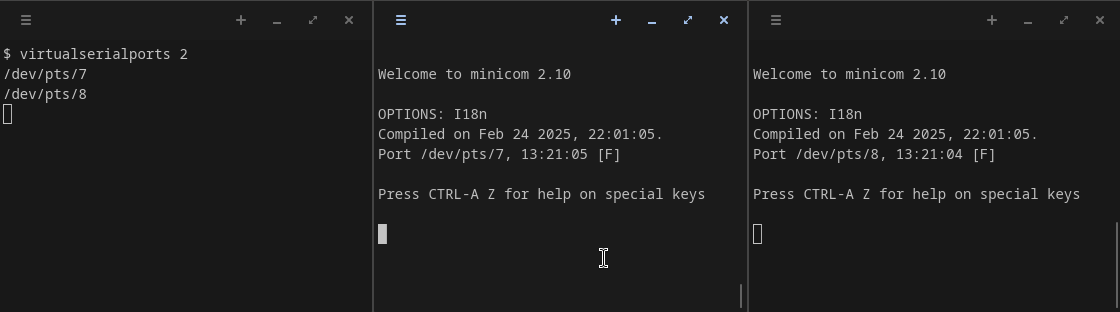 $ virtualserialports 2
/dev/pts/7
/dev/pts/8
Welcome to minicom 2.10
OPTIONS: I18n
Compiled on Feb 24 2025, 22:01:05.
Port /dev/pts/7, 13:21:05 [F]
Press CTRL-A Z for help on special keys
Welcome to minicom 2.10
OPTIONS: I18n
Compiled on Feb 24 2025, 22:01:05.
Port /dev/pts/8, 13:21:04 [F]
Press CTRL-A Z for help on special keys